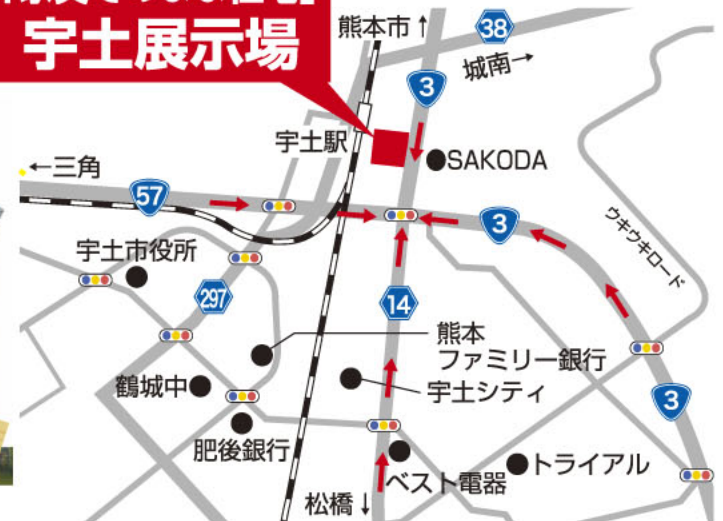 宇土展示場
熊本市↑
38
城南→
3
宇土駅
SAKODA
←三角
57
3
ウキウキロード
宇土市役所
297
14
熊本
ファミリー銀行
鶴城中
宇土シティ
3
肥後銀行
ベスト電器
トライアル
松橋↓